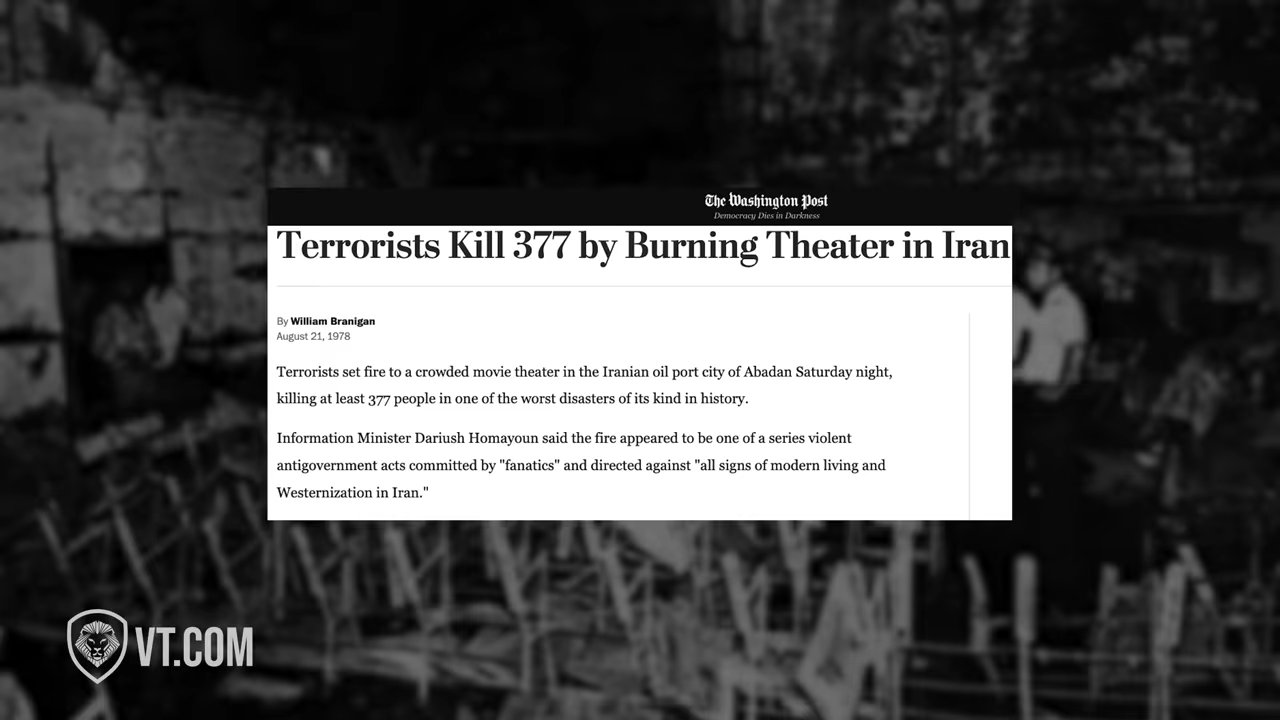 The Washington Post
Democracy Dies in Darkness
Terrorists Kill 377 by Burning Theater in Iran
By William Branigan
August 21, 1978
Terrorists set fire to a crowded movie theater in the Iranian oil port city of Abadan Saturday night,
killing at least 377 people in one of the worst disasters of its kind in history.
Information Minister Dariush Homayoun said the fire appeared to be one of a series violent
antigovernment acts committed by "fanatics" and directed against "all signs of modern living and
Westernization in Iran."
VT.COM